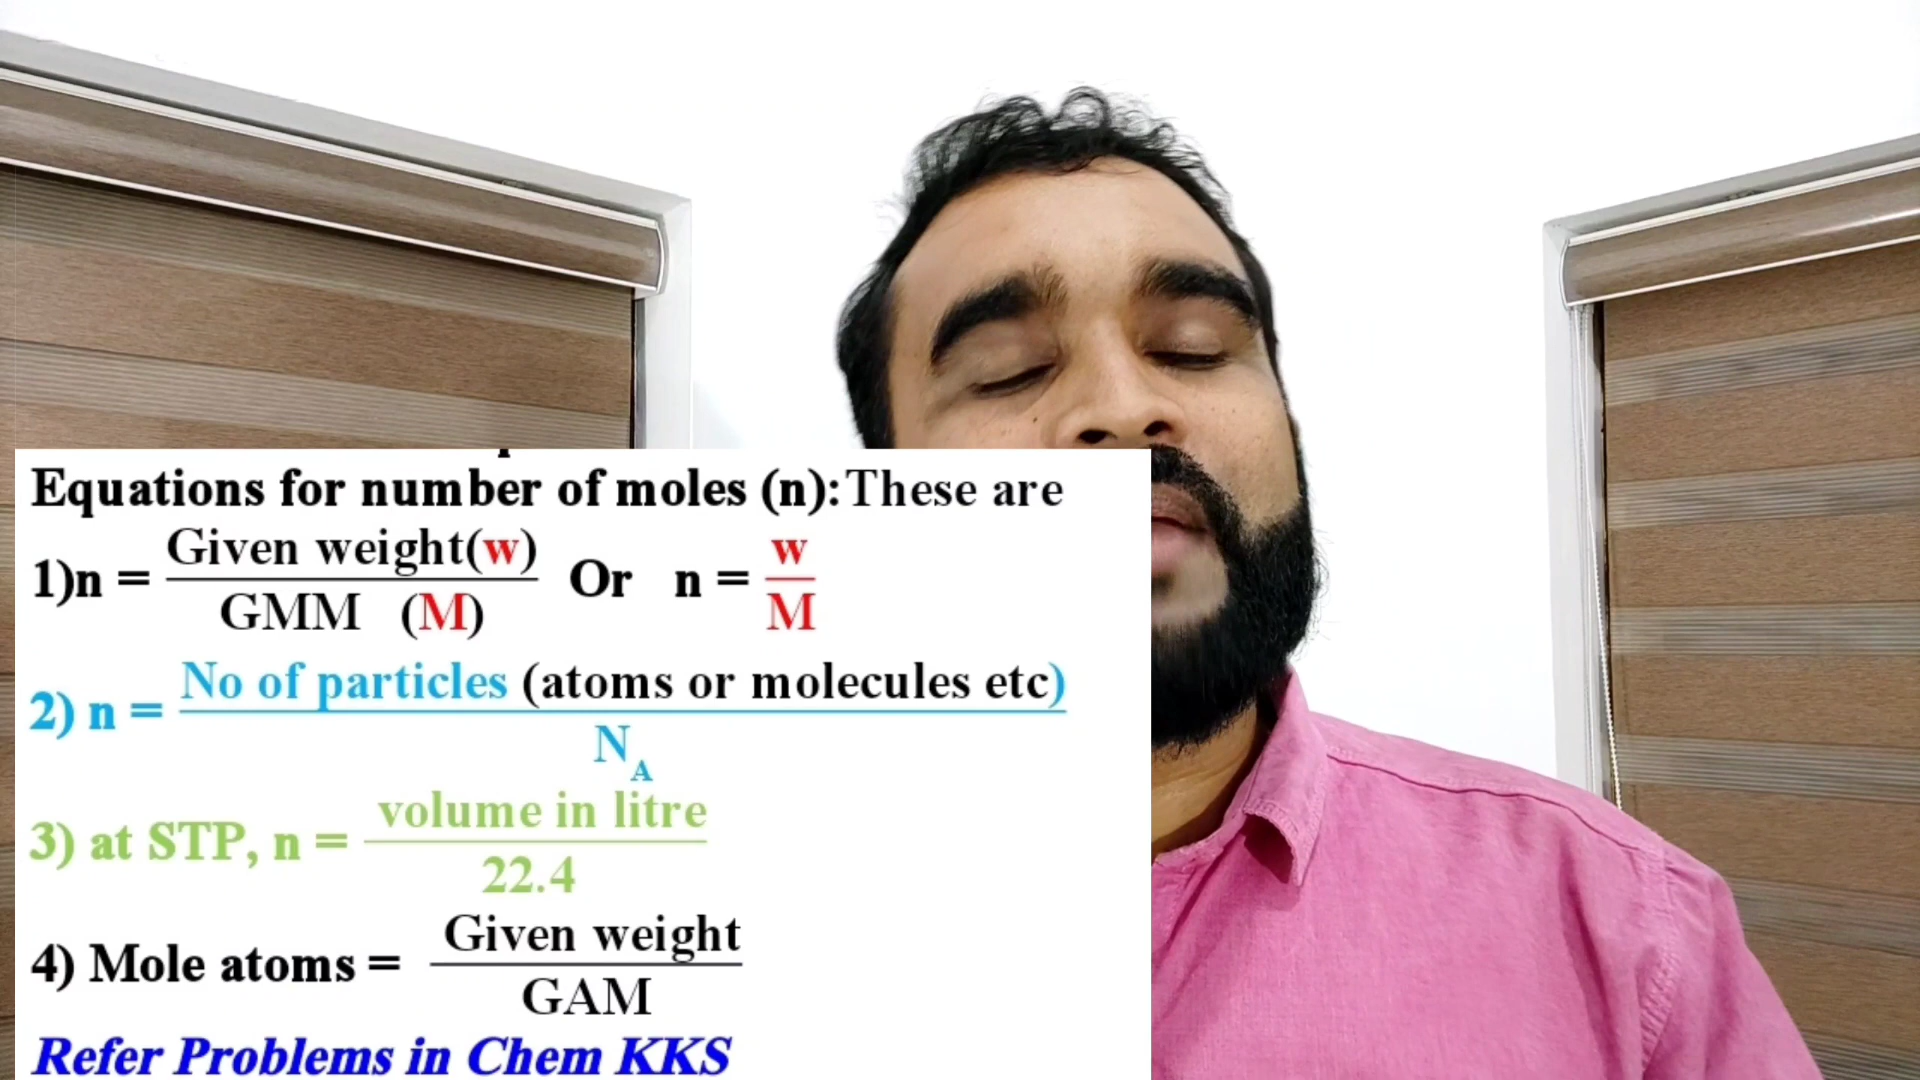 Equations for number of moles (n):These are
1)n = Given weight(w) / GMM (M) Or n = w / M
2) n = No of particles (atoms or molecules etc) / N_A
3) at STP, n = volume in litre / 22.4
4) Mole atoms = Given weight / GAM
Refer Problems in Chem KKS